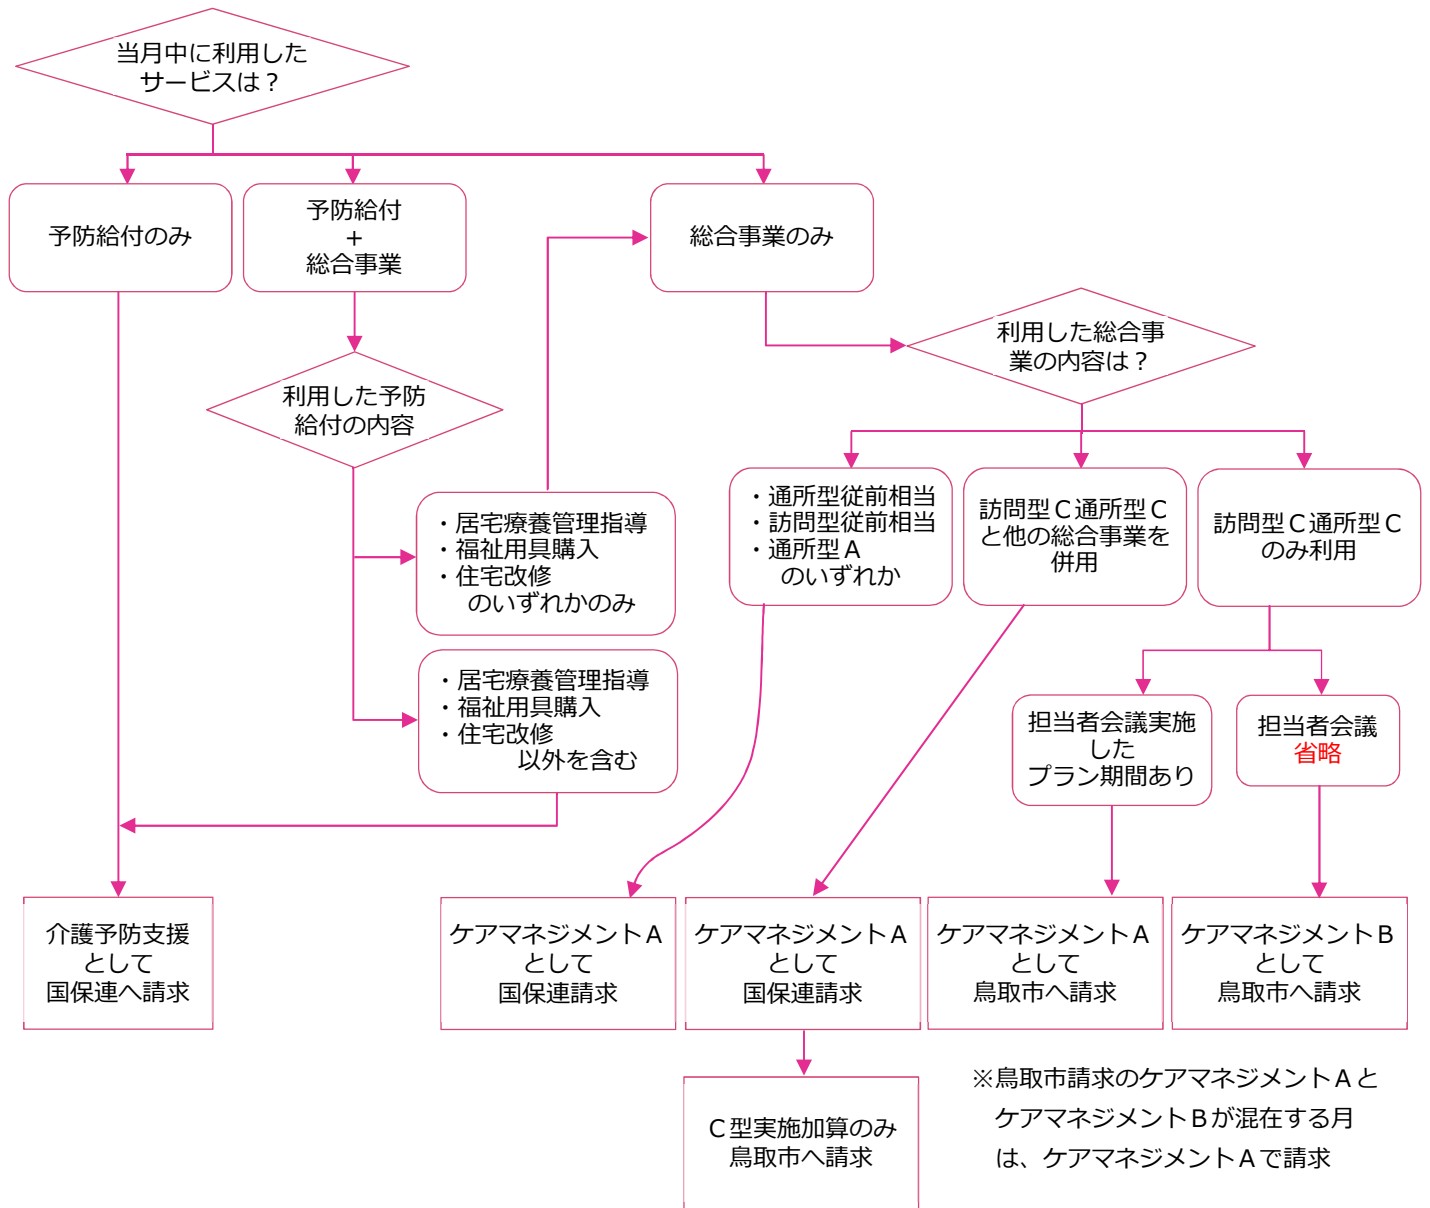 当月中に利用した
サービスは？
予防給付のみ
予防給付
+
総合事業
総合事業のみ
利用した予防
給付の内容
利用した総合事
業の内容は？
・居宅療養管理指導
・福祉用具購入
・住宅改修
のいずれかのみ
・居宅療養管理指導
・福祉用具購入
・住宅改修
以外を含む
・通所型従前相当
・訪問型従前相当
・通所型Ａ
のいずれか
訪問型Ｃ通所型Ｃ
と他の総合事業を
併用
訪問型Ｃ通所型Ｃ
のみ利用
担当者会議実施
した
プラン期間あり
担当者会議
省略
介護予防支援
として
国保連へ請求
ケアマネジメントＡ
として
国保連請求
ケアマネジメントＡ
として
国保連請求
ケアマネジメントＡ
として
鳥取市へ請求
ケアマネジメントＢ
として
鳥取市へ請求
Ｃ型実施加算のみ
鳥取市へ請求
※鳥取市請求のケアマネジメントＡと
ケアマネジメントＢが混在する月
は、ケアマネジメントＡで請求